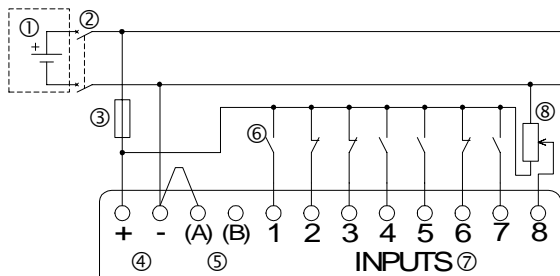 ① ②
+
③ ⑥ ⑧
+ - (A) (B) 1 2 3 4 5 6 7 8
④ ⑤ INPUTS ⑦